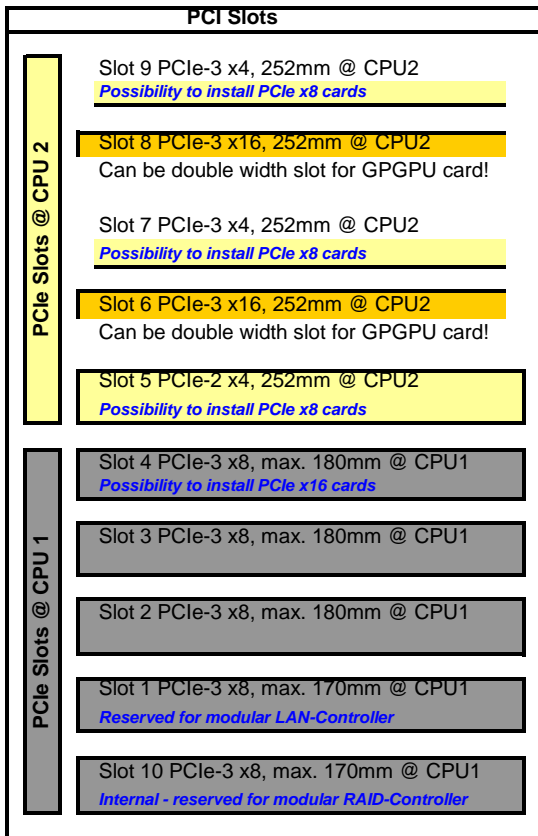 PCI Slots
PCIe Slots @ CPU 2
Slot 9 PCIe-3 x4, 252mm @ CPU2
Possibility to install PCIe x8 cards
Slot 8 PCIe-3 x16, 252mm @ CPU2
Can be double width slot for GPGPU card!
Slot 7 PCIe-3 x4, 252mm @ CPU2
Possibility to install PCIe x8 cards
Slot 6 PCIe-3 x16, 252mm @ CPU2
Can be double width slot for GPGPU card!
Slot 5 PCIe-2 x4, 252mm @ CPU2
Possibility to install PCIe x8 cards
PCIe Slots @ CPU 1
Slot 4 PCIe-3 x8, max. 180mm @ CPU1
Possibility to install PCIe x16 cards
Slot 3 PCIe-3 x8, max. 180mm @ CPU1
Slot 2 PCIe-3 x8, max. 180mm @ CPU1
Slot 1 PCIe-3 x8, max. 170mm @ CPU1
Reserved for modular LAN-Controller
Slot 10 PCIe-3 x8, max. 170mm @ CPU1
Internal - reserved for modular RAID-Controller